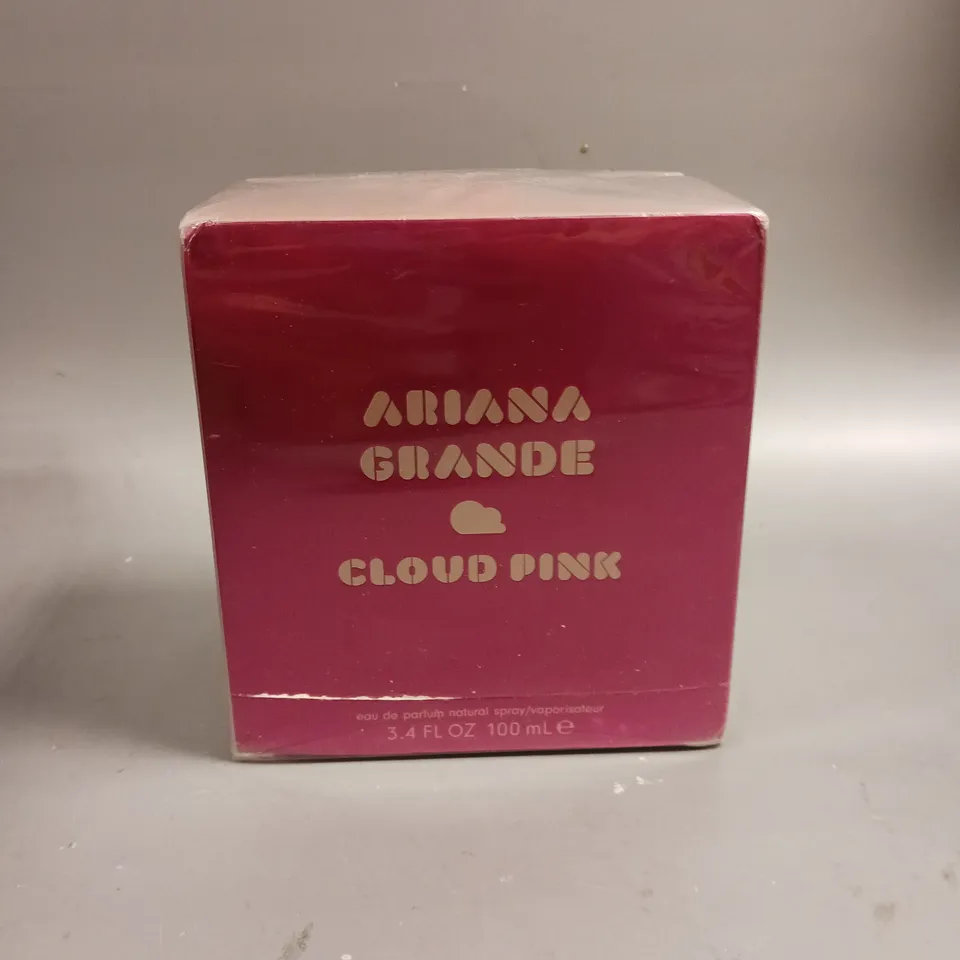 ARIANA
GRANDE
CLOUD PINK
eau de parfum natural spray/vaporisateur
3.4 FL OZ 100 mL ℮